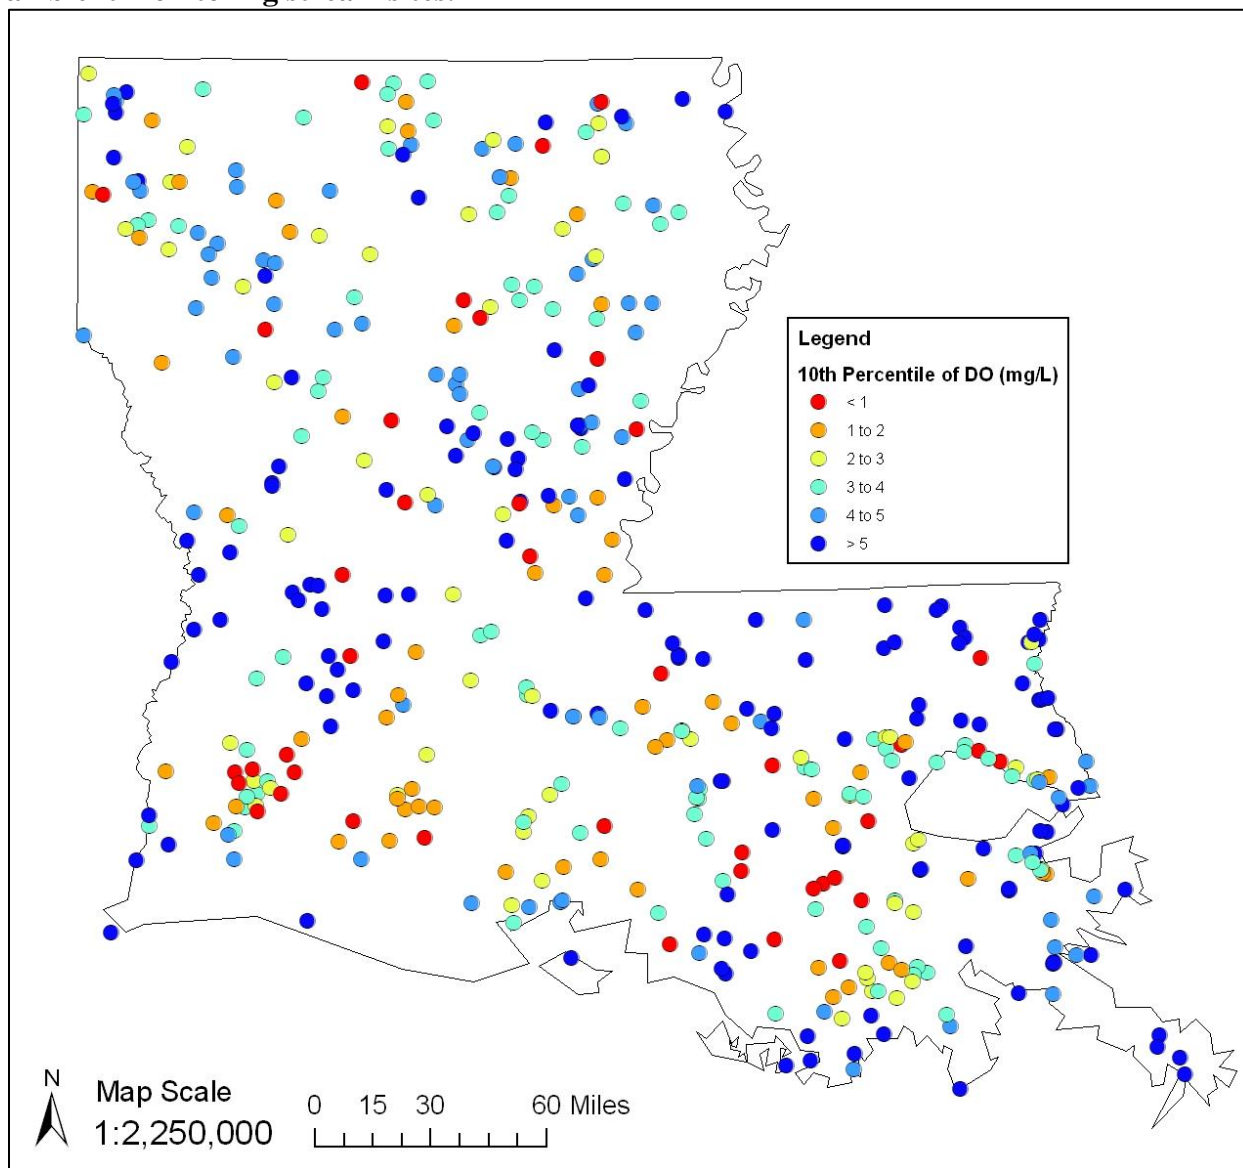 Legend
10th Percentile of DO (mg/L)
< 1
1 to 2
2 to 3
3 to 4
4 to 5
> 5
N
Map Scale
1:2,250,000
0 15 30 60 Miles